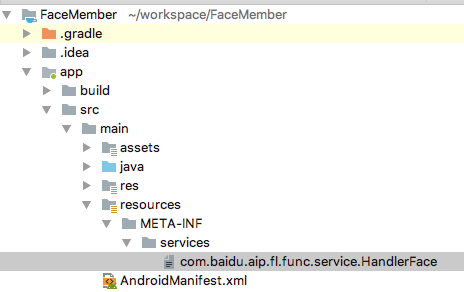 FaceMember ~/workspace/FaceMember
.gradle
.idea
app
build
src
main
assets
java
res
resources
META-INF
services
com.baidu.aip.fl.func.service.HandlerFace
AndroidManifest.xml